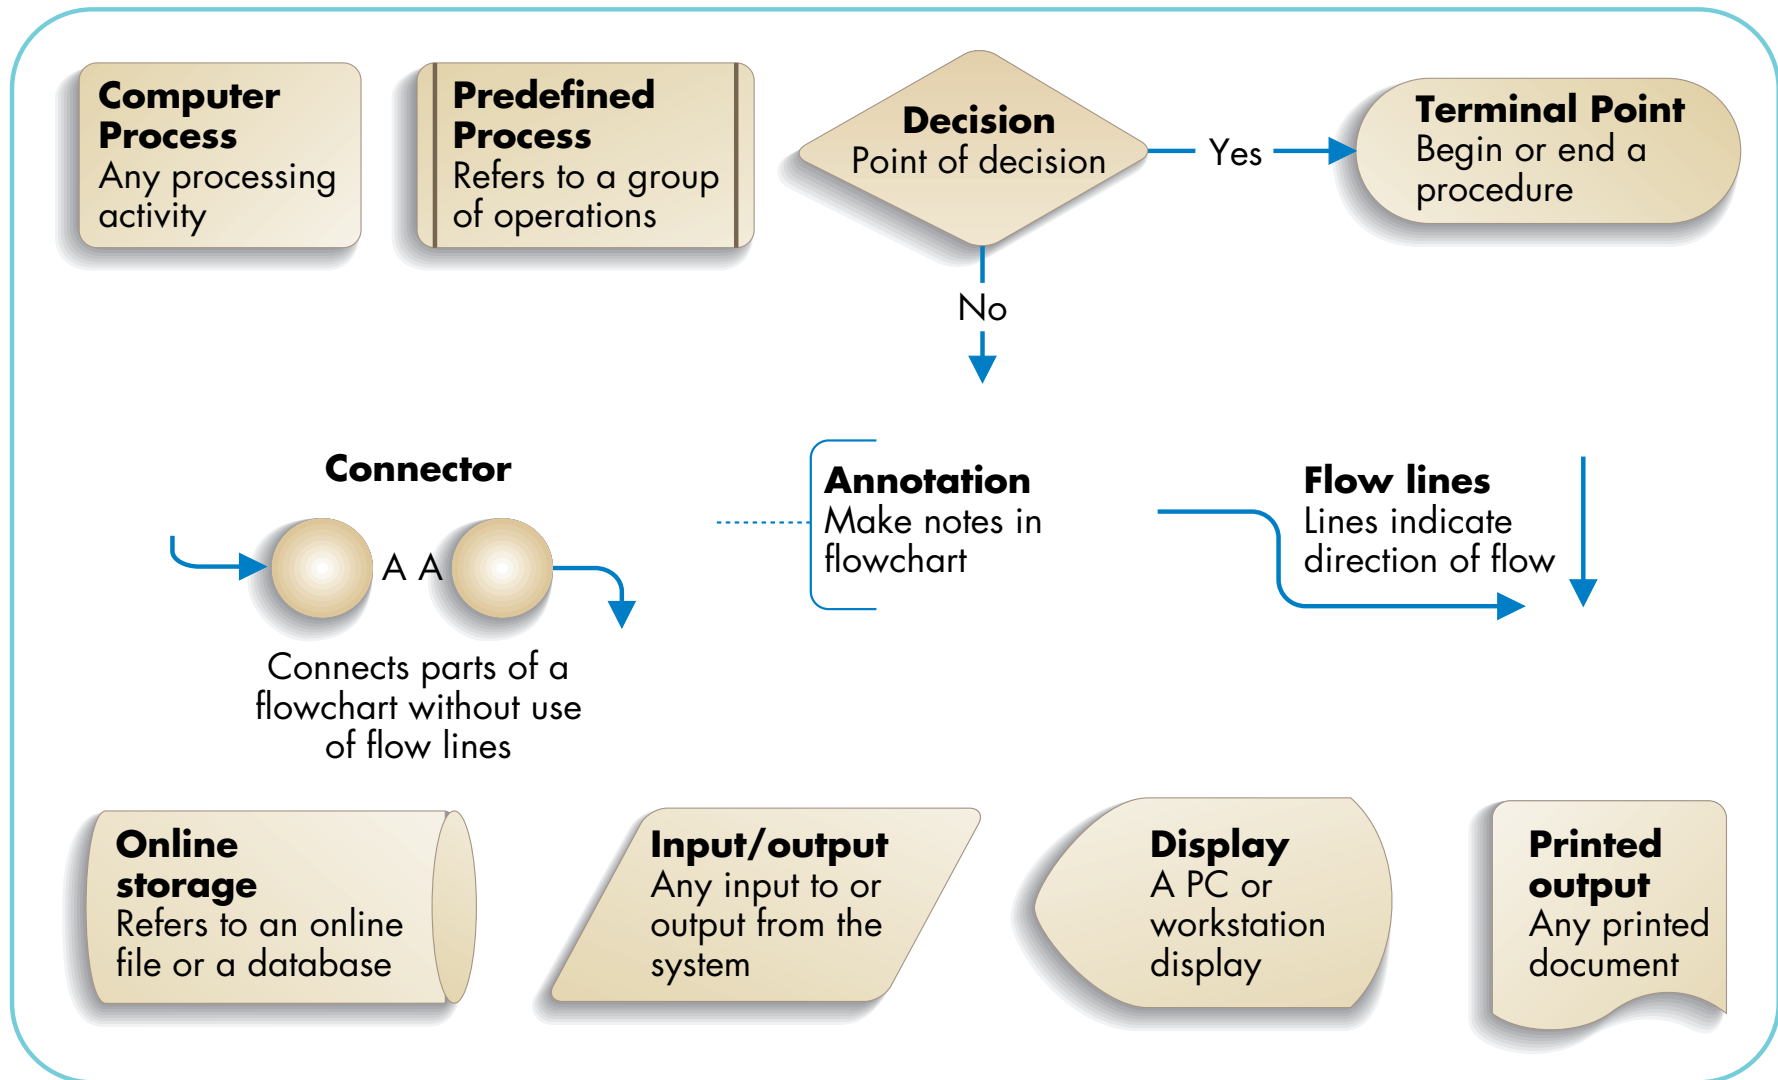 Computer
Process
Any processing
activity
Predefined
Process
Refers to a group
of operations
Decision
Point of decision
Yes
No
Terminal Point
Begin or end a
procedure
Connector
A A
Connects parts of a
flowchart without use
of flow lines
Annotation
Make notes in
flowchart
Flow lines
Lines indicate
direction of flow
Online
storage
Refers to an online
file or a database
Input/output
Any input to or
output from the
system
Display
A PC or
workstation
display
Printed
output
Any printed
document